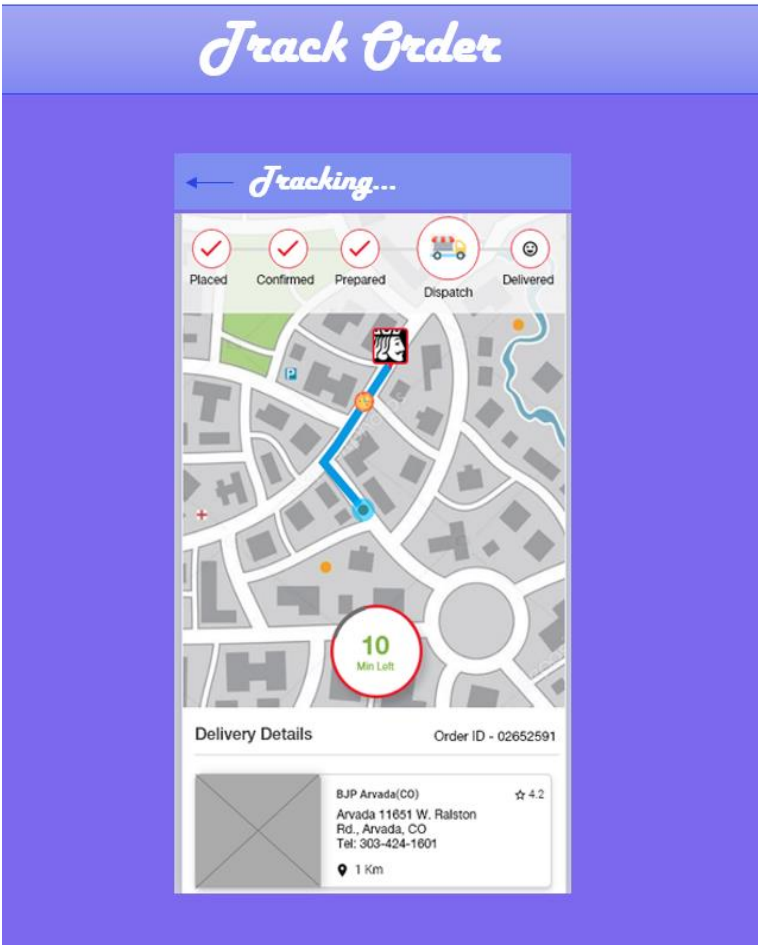 Track Order
Tracking...
Placed
Confirmed
Prepared
Dispatch
Delivered
P
10
Min Left
Delivery Details
Order ID - 02652591
BJP Arvada(CO)
4.2
Arvada 11651 W. Ralston
Rd., Arvada, CO
Tel: 303-424-1601
1 Km